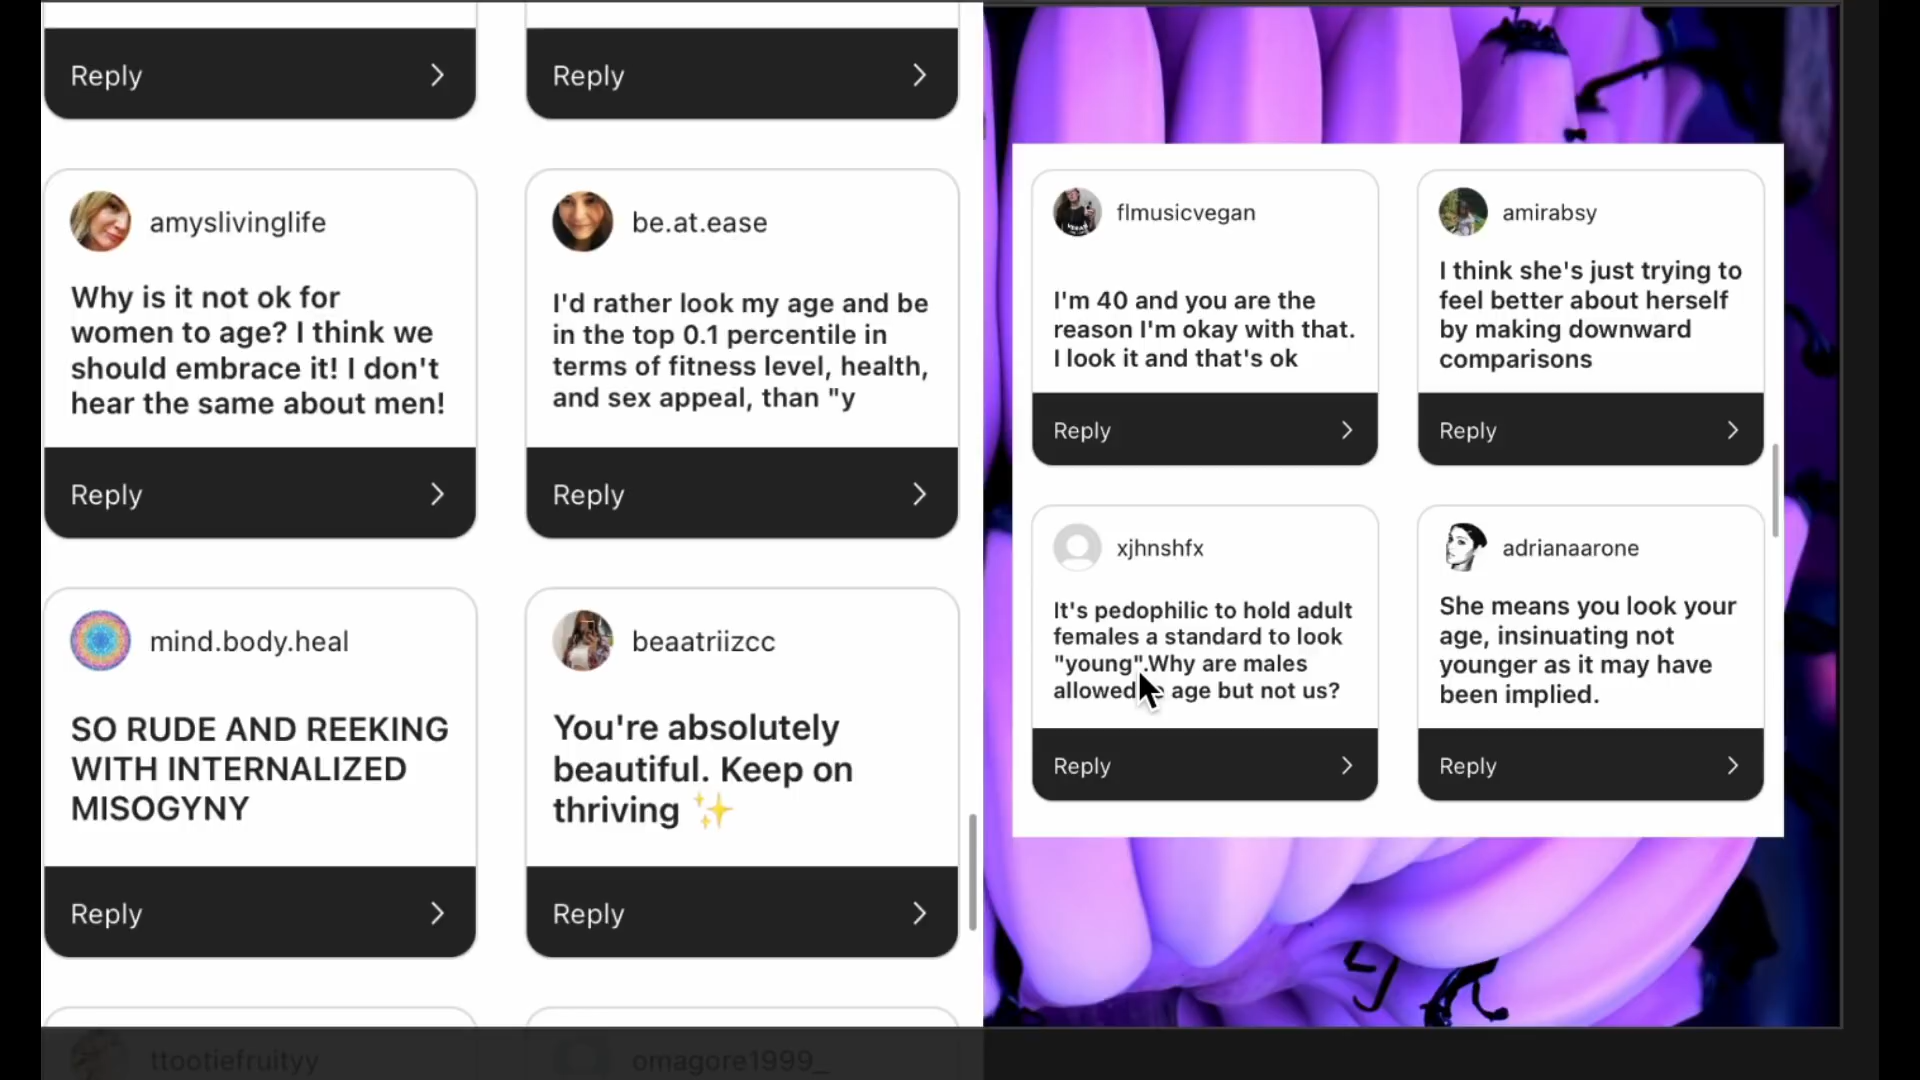 Reply
Reply
amyslivinglife
Why is it not ok for
women to age? I think we
should embrace it! I don't
hear the same about men!
Reply
be.at.ease
I'd rather look my age and be
in the top 0.1 percentile in
terms of fitness level, health,
and sex appeal, than "y
Reply
mind.body.heal
SO RUDE AND REEKING
WITH INTERNALIZED
MISOGYNY
Reply
beaatriizcc
You're absolutely
beautiful. Keep on
thriving ✨
Reply
ttootiefruityy
omagore1999_
flmusicvegan
I'm 40 and you are the
reason I'm okay with that.
I look it and that's ok
Reply
amirabsy
I think she's just trying to
feel better about herself
by making downward
comparisons
Reply
xjhnshfx
It's pedophilic to hold adult
females a standard to look
"young".Why are males
allowed age but not us?
Reply
adrianaarone
She means you look your
age, insinuating not
younger as it may have
been implied.
Reply